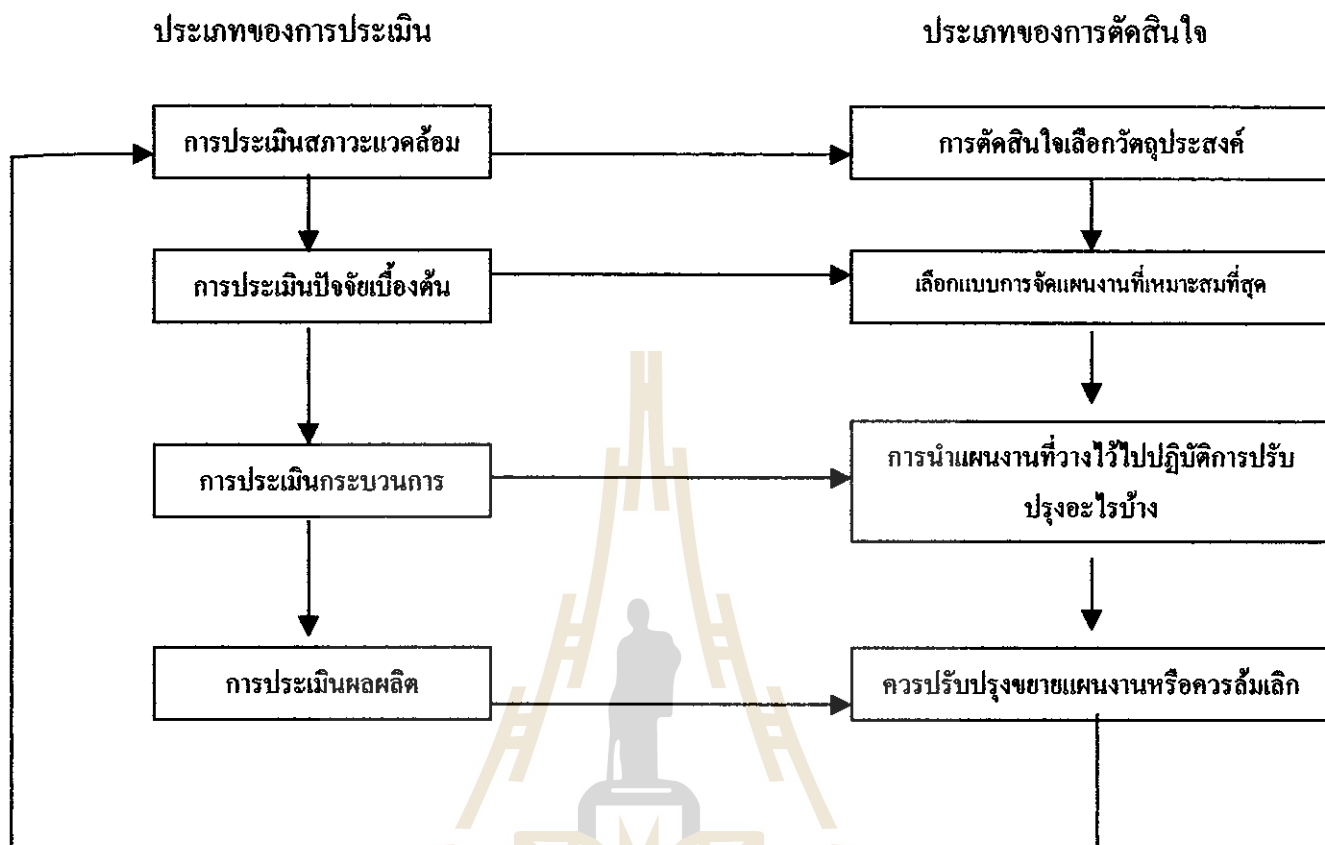 ประเภทของการประเมิน
ประเภทของการตัดสินใจ
การประเมินสภาวะแวดล้อม
การตัดสินใจเลือกวัตถุประสงค์
การประเมินปัจจัยเบื้องต้น
เลือกแบบการจัดแผนงานที่เหมาะสมที่สุด
การประเมินกระบวนการ
การนำแผนงานที่วางไว้ไปปฏิบัติการปรับ
ปรุงอะไรบ้าง
การประเมินผลผลิต
ควรปรับปรุงขยายแผนงานหรือควรล้มเลิก